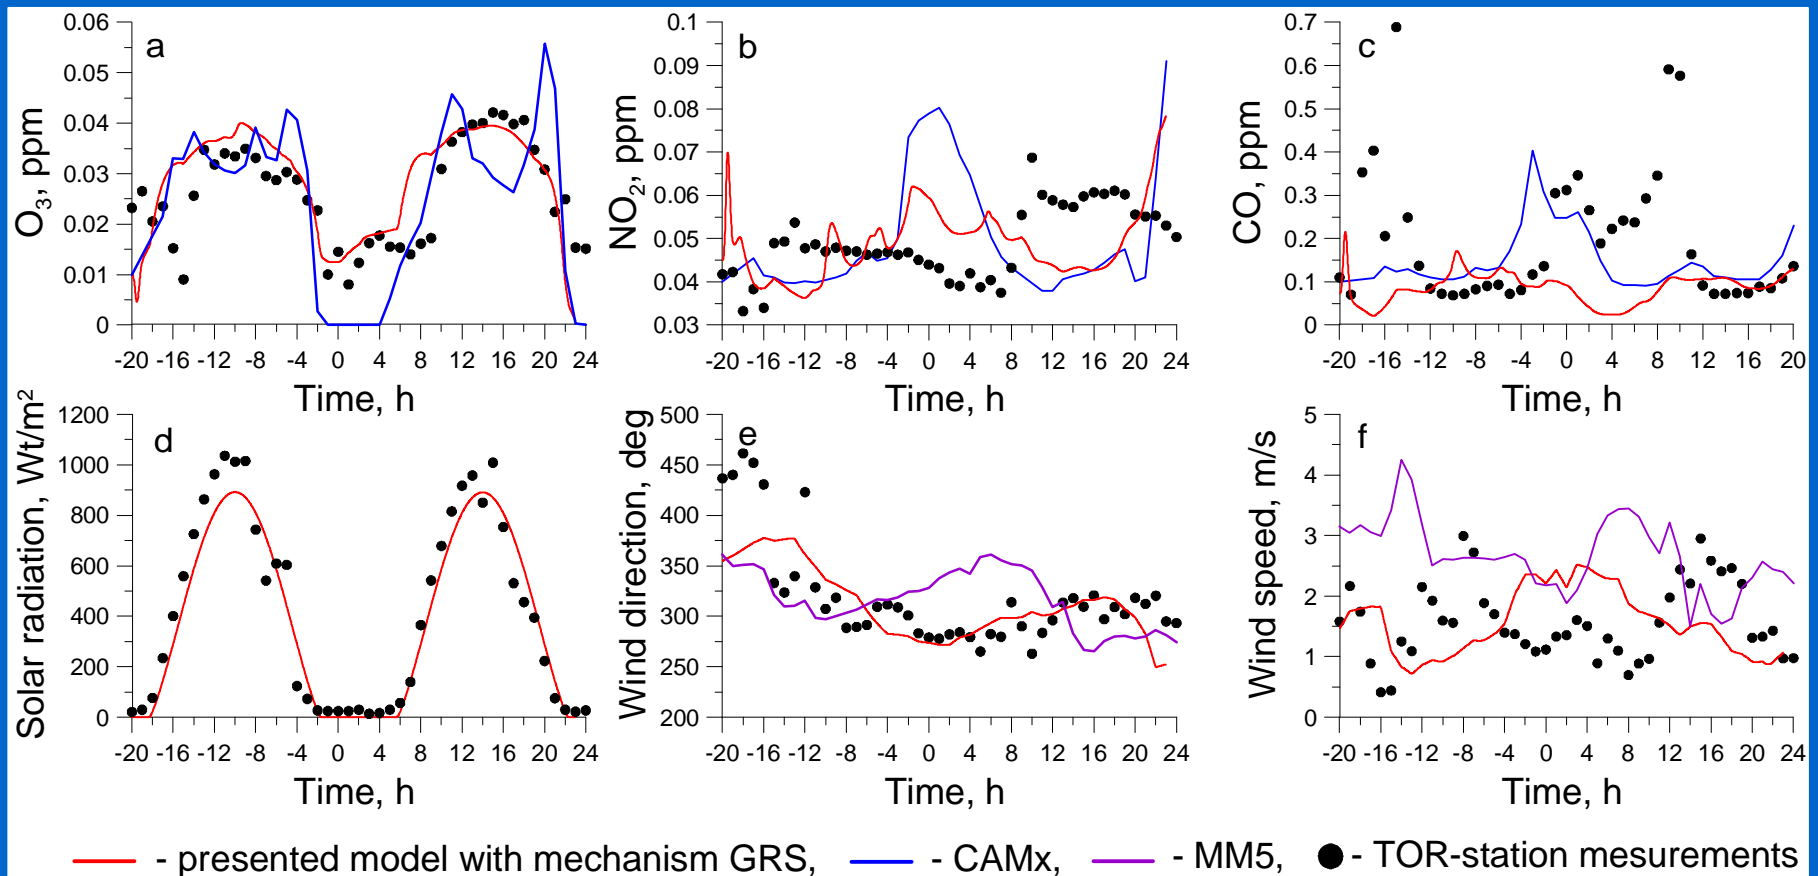 a
O3, ppm
0.06
0.05
0.04
0.03
0.02
0.01
0
-20 -16 -12 -8 -4 0 4 8 12 16 20 24
Time, h
b
NO2, ppm
0.1
0.09
0.08
0.07
0.06
0.05
0.04
0.03
-20 -16 -12 -8 -4 0 4 8 12 16 20 24
Time, h
c
CO, ppm
0.7
0.6
0.5
0.4
0.3
0.2
0.1
0
-20 -16 -12 -8 -4 0 4 8 12 16 20
Time, h
d
Solar radiation, Wt/m2
1200
1000
800
600
400
200
0
-20 -16 -12 -8 -4 0 4 8 12 16 20 24
Time, h
e
Wind direction, deg
500
450
400
350
300
250
200
-20 -16 -12 -8 -4 0 4 8 12 16 20 24
Time, h
f
Wind speed, m/s
5
4
3
2
1
0
-20 -16 -12 -8 -4 0 4 8 12 16 20 24
Time, h
- presented model with mechanism GRS, - CAMx, - MM5, - TOR-station mesurements